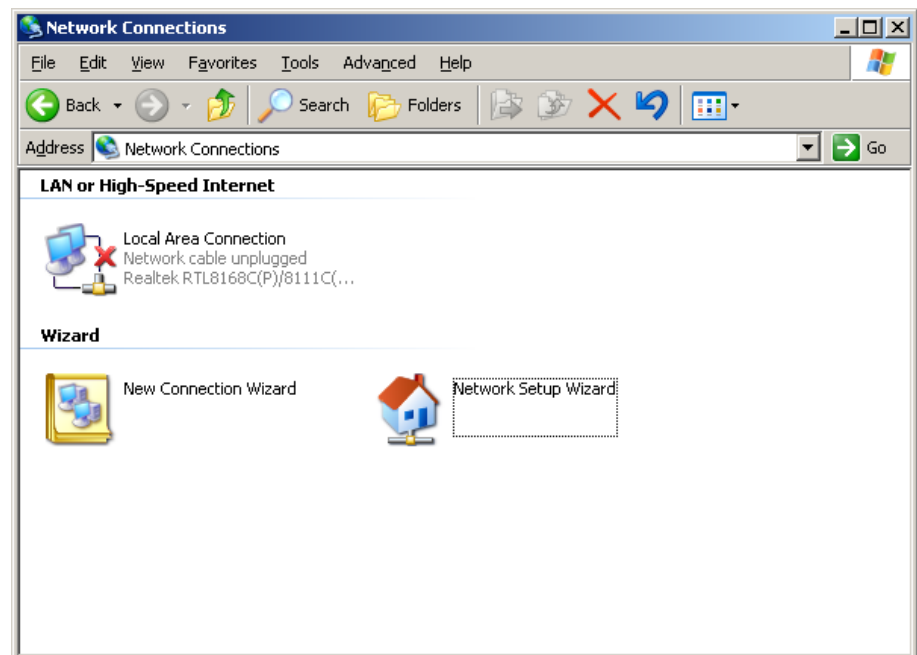 Network Connections
File Edit View Favorites Tools Advanced Help
Back Search Folders
Address Network Connections Go
LAN or High-Speed Internet
Local Area Connection
Network cable unplugged
Realtek RTL8168C(P)/8111C(...
Wizard
New Connection Wizard Network Setup Wizard